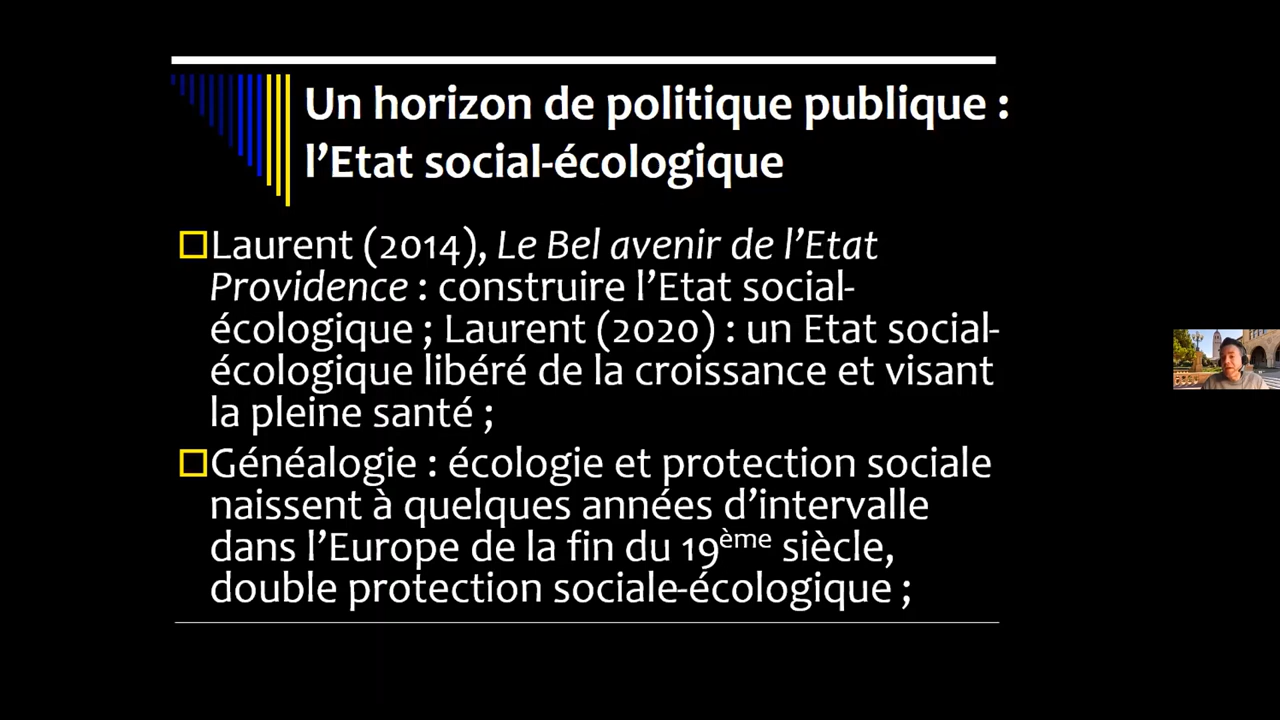 Un horizon de politique publique :
l’Etat social-écologique
Laurent (2014), Le Bel avenir de l’Etat
Providence : construire l’Etat social-
écologique ; Laurent (2020) : un Etat social-
écologique libéré de la croissance et visant
la pleine santé ;
Généalogie : écologie et protection sociale
naissent à quelques années d’intervalle
dans l’Europe de la fin du 19ème siècle,
double protection sociale-écologique ;